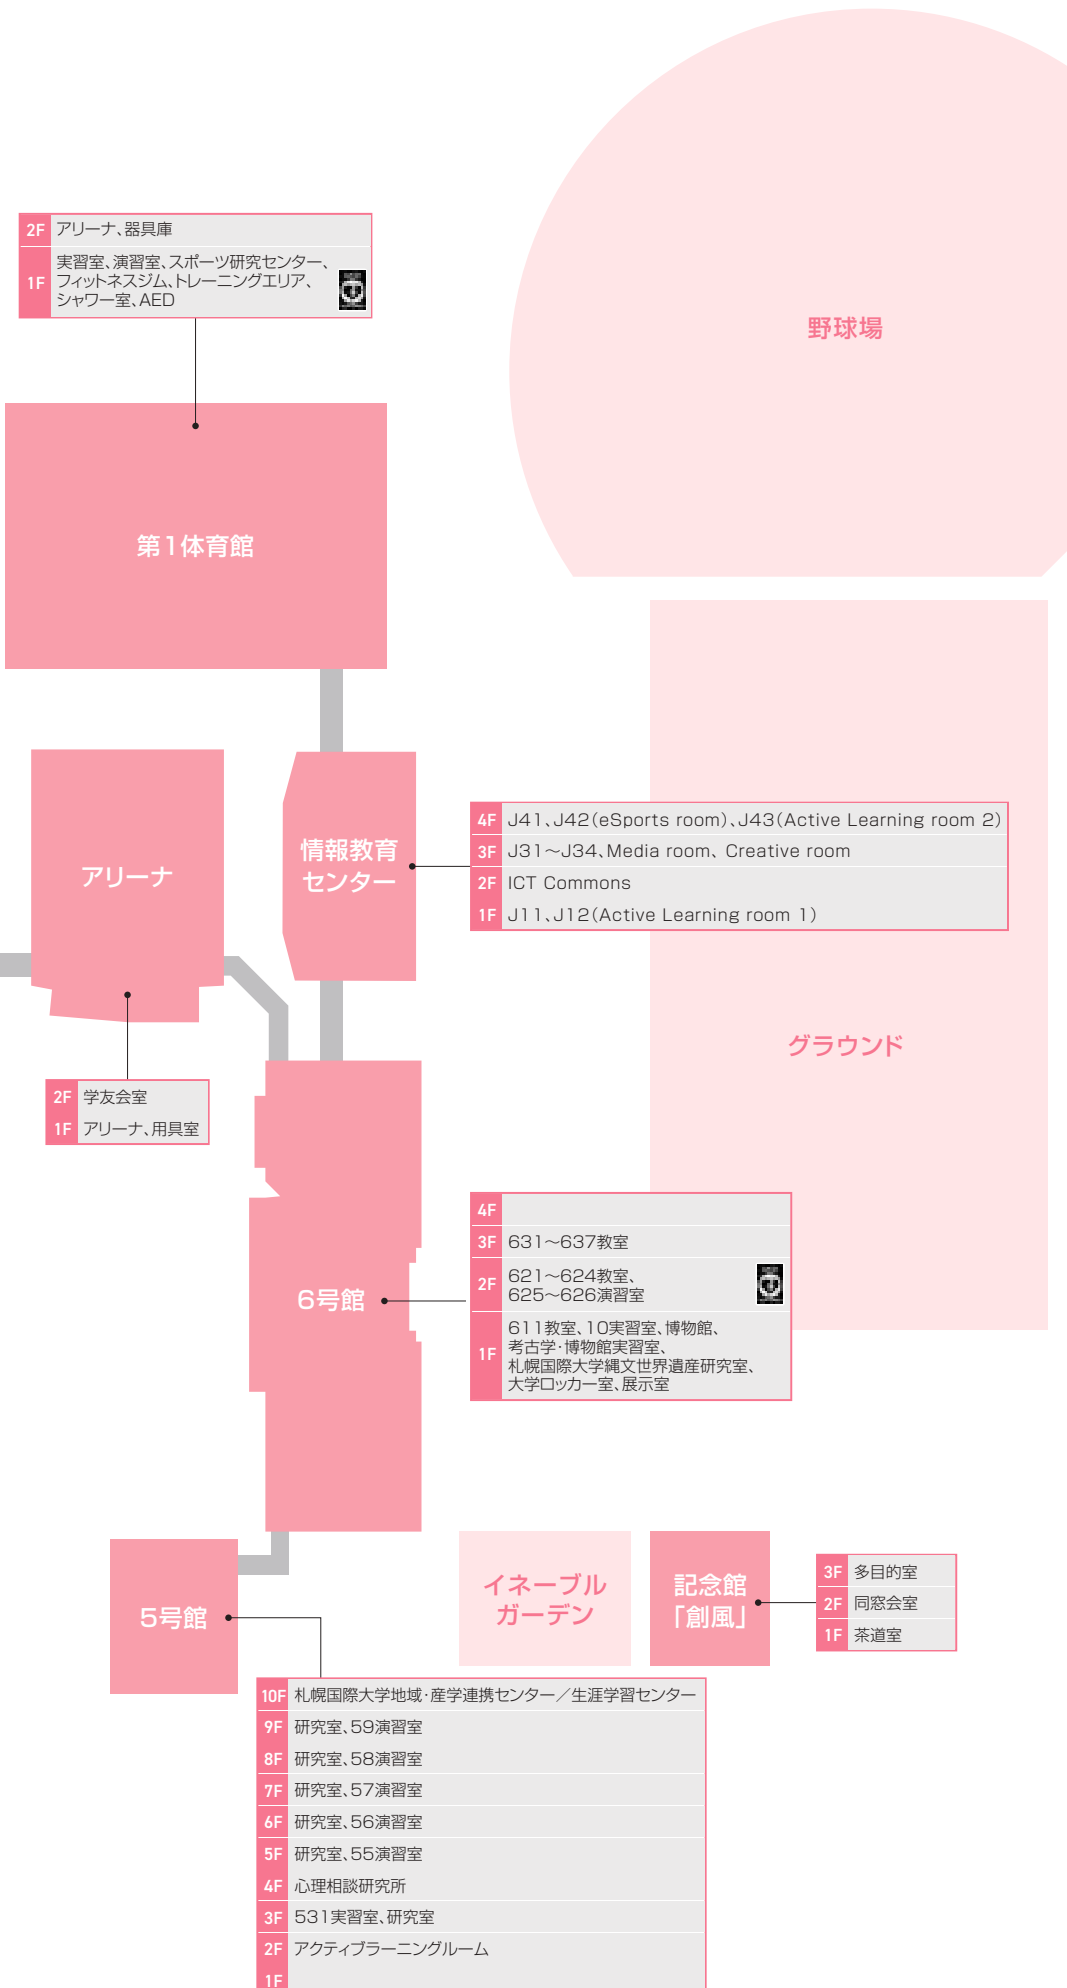 2F アリーナ、器具庫
1F 実習室、演習室、スポーツ研究センター、
フィットネスジム、トレーニングエリア、
シャワー室、AED
野球場
第1体育館
アリーナ
情報教育
センター
4F J41、J42(eSports room)、J43(Active Learning room 2)
3F J31～J34、Media room、Creative room
2F ICT Commons
1F J11、J12(Active Learning room 1)
グラウンド
2F 学友会室
1F アリーナ、用具室
6号館
4F
3F 631～637教室
2F 621～624教室、
625～626演習室
1F 611教室、10実習室、博物館、
考古学・博物館実習室、
札幌国際大学縄文世界遺産研究室、
大学ロッカー室、展示室
5号館
イネーブル
ガーデン
記念館
「創風」
3F 多目的室
2F 同窓会室
1F 茶道室
10F 札幌国際大学地域・産学連携センター／生涯学習センター
9F 研究室、59演習室
8F 研究室、58演習室
7F 研究室、57演習室
6F 研究室、56演習室
5F 研究室、55演習室
4F 心理相談研究所
3F 531実習室、研究室
2F アクティブラーニングルーム
1F